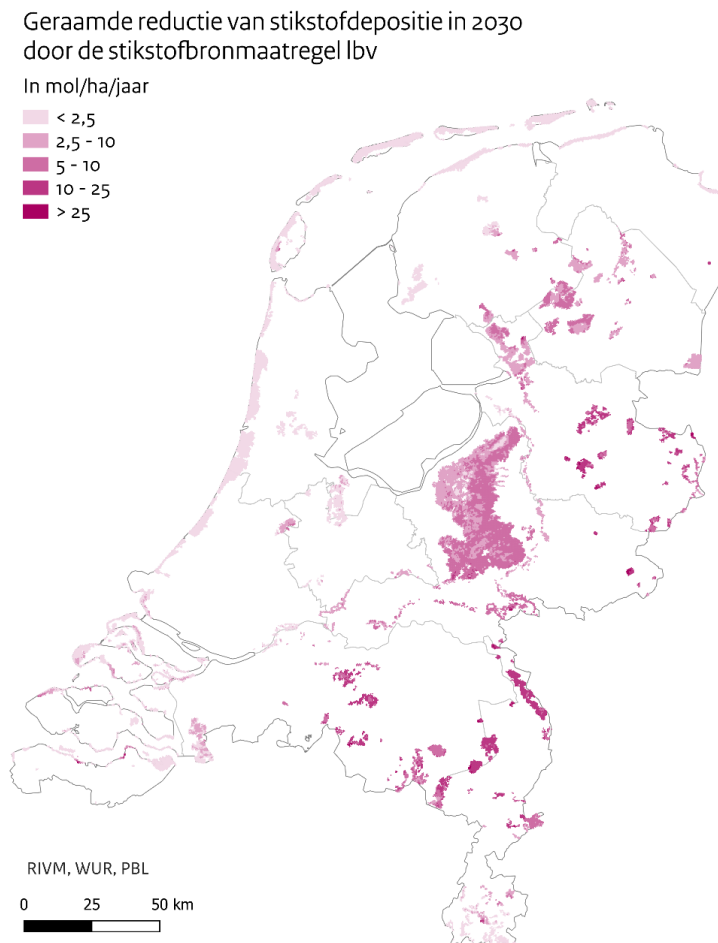 Geraamde reductie van stikstofdepositie in 2030
door de stikstofbronmaatregel lbv
In mol/ha/jaar
< 2,5
2,5 - 10
5 - 10
10 - 25
> 25
RIVM, WUR, PBL
0 25 50 km